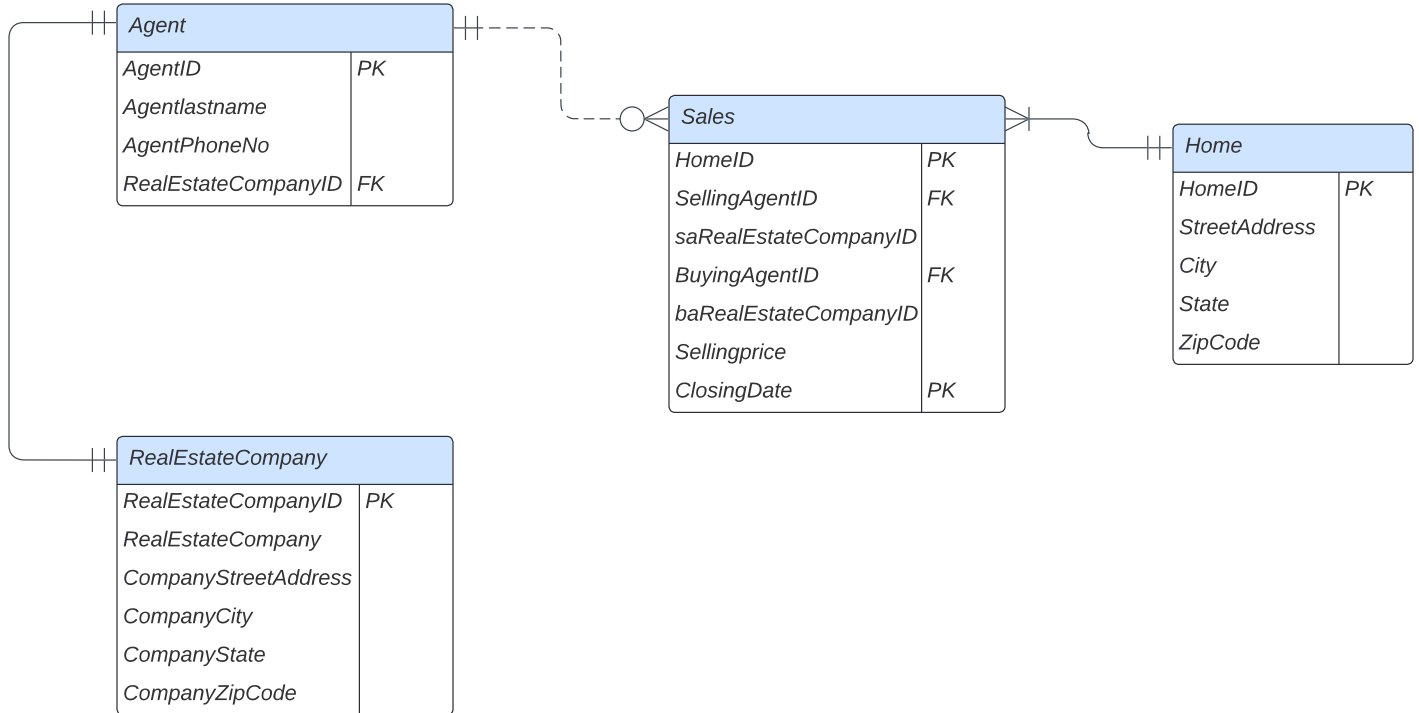 Agent
AgentID PK
Agentlastname
AgentPhoneNo
RealEstateCompanyID FK
Sales
HomeID PK
SellingAgentID FK
saRealEstateCompanyID
BuyingAgentID FK
baRealEstateCompanyID
Sellingprice
ClosingDate PK
Home
HomeID PK
StreetAddress
City
State
ZipCode
RealEstateCompany
RealEstateCompanyID PK
RealEstateCompany
CompanyStreetAddress
CompanyCity
CompanyState
CompanyZipCode